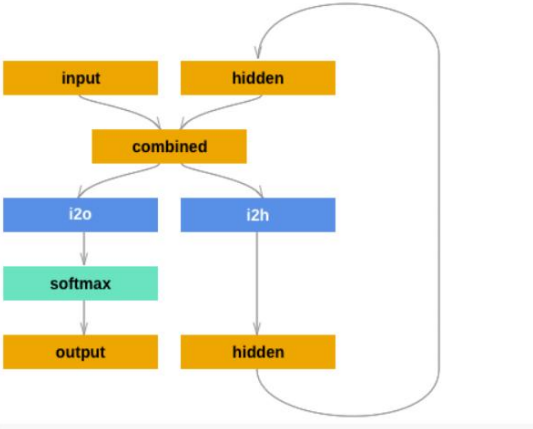 input
hidden
combined
i2o
i2h
softmax
output
hidden